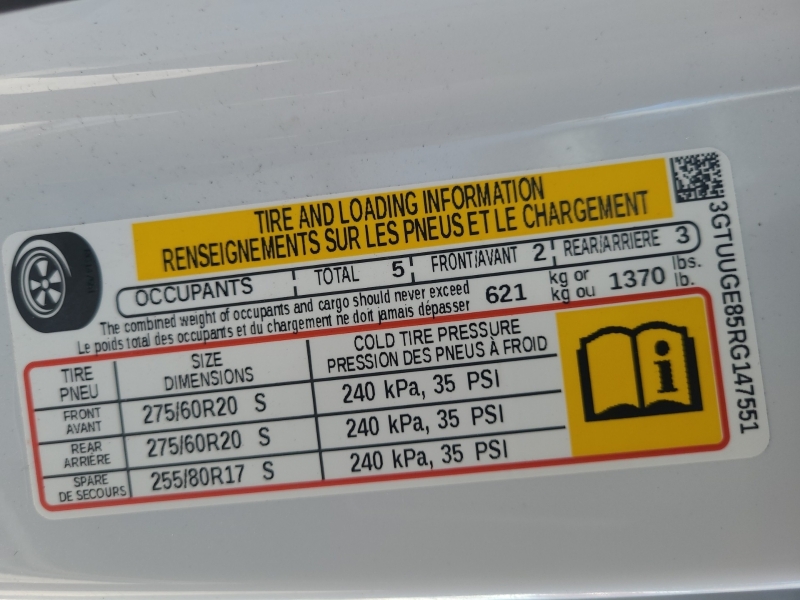 TIRE AND LOADING INFORMATION
RENSEIGNEMENTS SUR LES PNEUS ET LE CHARGEMENT
OCCUPANTS TOTAL 5 FRONT/AVANT 2 REAR/ARRIERE 3
The combined weight of occupants and cargo should never exceed 621 kg or 1370 lbs.
Le poids total des occupants et du chargement ne doit jamais dépasser kg ou lb.
TIRE SIZE COLD TIRE PRESSURE
PNEU DIMENSIONS PRESSION DES PNEUS À FROID
FRONT 275/60R20 S 240 kPa, 35 PSI
AVANT
REAR 275/60R20 S 240 kPa, 35 PSI
ARRIÈRE
SPARE 255/80R17 S 240 kPa, 35 PSI
DE SECOURS
i
3GTUUGE85RG147551